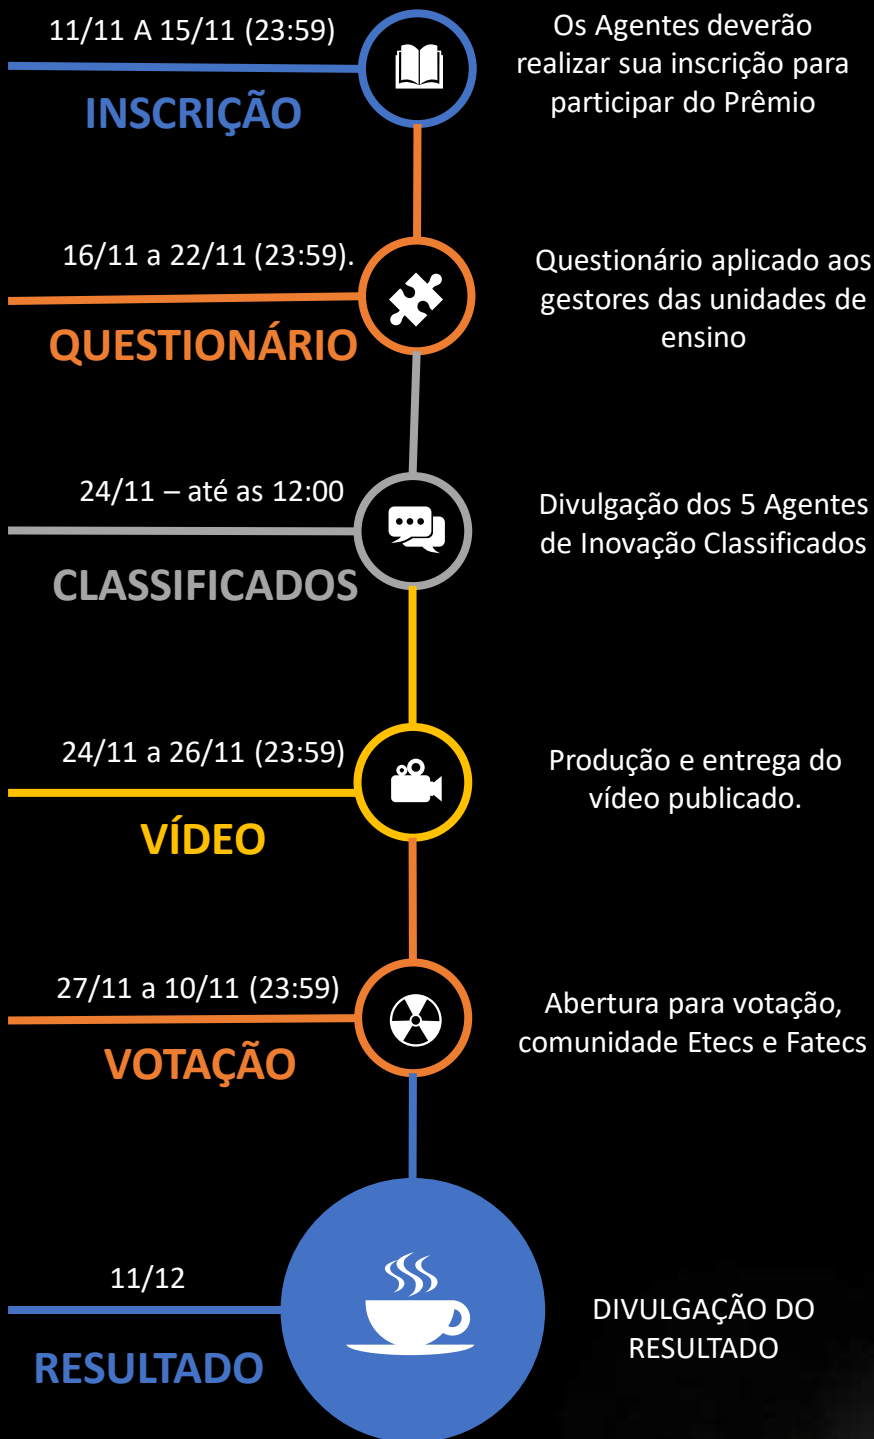 11/11 A 15/11 (23:59)
INSCRIÇÃO
Os Agentes deverão
realizar sua inscrição para
participar do Prêmio
16/11 a 22/11 (23:59).
QUESTIONÁRIO
Questionário aplicado aos
gestores das unidades de
ensino
24/11 – até as 12:00
CLASSIFICADOS
Divulgação dos 5 Agentes
de Inovação Classificados
24/11 a 26/11 (23:59)
VÍDEO
Produção e entrega do
vídeo publicado.
27/11 a 10/11 (23:59)
VOTAÇÃO
Abertura para votação,
comunidade Etecs e Fatecs
11/12
RESULTADO
DIVULGAÇÃO DO
RESULTADO